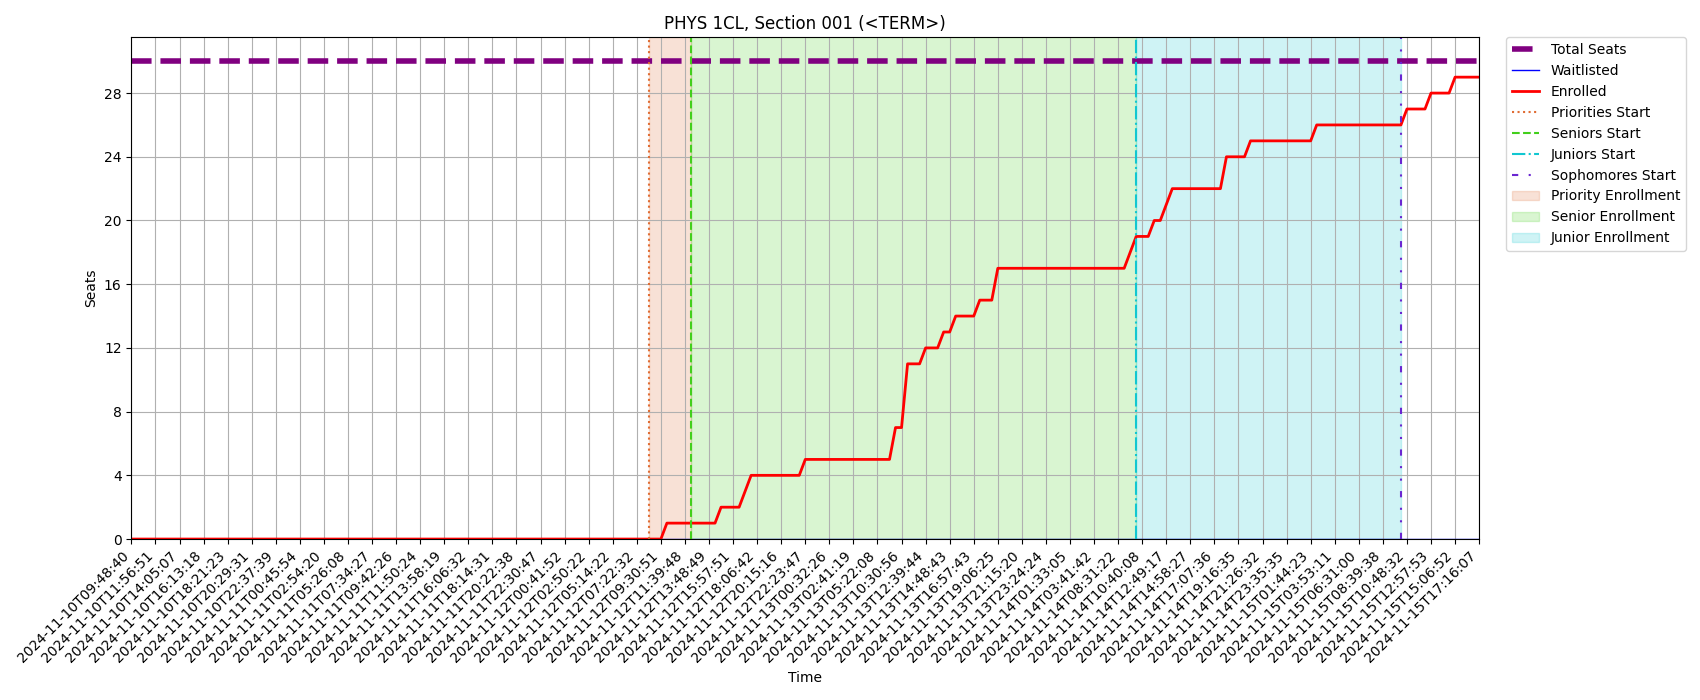 PHYS 1CL, Section 001 (<TERM>)
Total Seats
Waitlisted
Enrolled
Priorities Start
Seniors Start
Juniors Start
Sophomores Start
Priority Enrollment
Senior Enrollment
Junior Enrollment
Seats
28
24
20
16
12
8
4
0
2024-11-10T09:48:40
2024-11-10T11:56:51
2024-11-10T14:05:07
2024-11-10T16:13:18
2024-11-10T18:21:23
2024-11-10T20:29:31
2024-11-10T22:37:39
2024-11-11T00:45:54
2024-11-11T02:54:20
2024-11-11T05:26:08
2024-11-11T07:34:27
2024-11-11T09:42:26
2024-11-11T11:50:24
2024-11-11T13:58:19
2024-11-11T16:06:32
2024-11-11T18:14:31
2024-11-11T20:22:38
2024-11-11T22:30:47
2024-11-12T00:41:52
2024-11-12T02:50:22
2024-11-12T05:14:22
2024-11-12T07:22:32
2024-11-12T09:30:51
2024-11-12T11:39:48
2024-11-12T13:48:49
2024-11-12T15:57:51
2024-11-12T18:06:42
2024-11-12T20:15:16
2024-11-12T22:23:47
2024-11-13T00:32:26
2024-11-13T02:41:19
2024-11-13T05:22:08
2024-11-13T10:30:56
2024-11-13T12:39:44
2024-11-13T14:48:43
2024-11-13T16:57:43
2024-11-13T19:06:25
2024-11-13T21:15:20
2024-11-13T23:24:24
2024-11-14T01:33:05
2024-11-14T03:41:42
2024-11-14T08:31:22
2024-11-14T10:40:08
2024-11-14T12:49:17
2024-11-14T14:58:27
2024-11-14T17:07:36
2024-11-14T19:16:35
2024-11-14T21:26:32
2024-11-14T23:35:35
2024-11-15T01:44:23
2024-11-15T03:53:11
2024-11-15T06:31:00
2024-11-15T08:39:38
2024-11-15T10:48:32
2024-11-15T12:57:53
2024-11-15T15:06:52
2024-11-15T17:16:07
Time